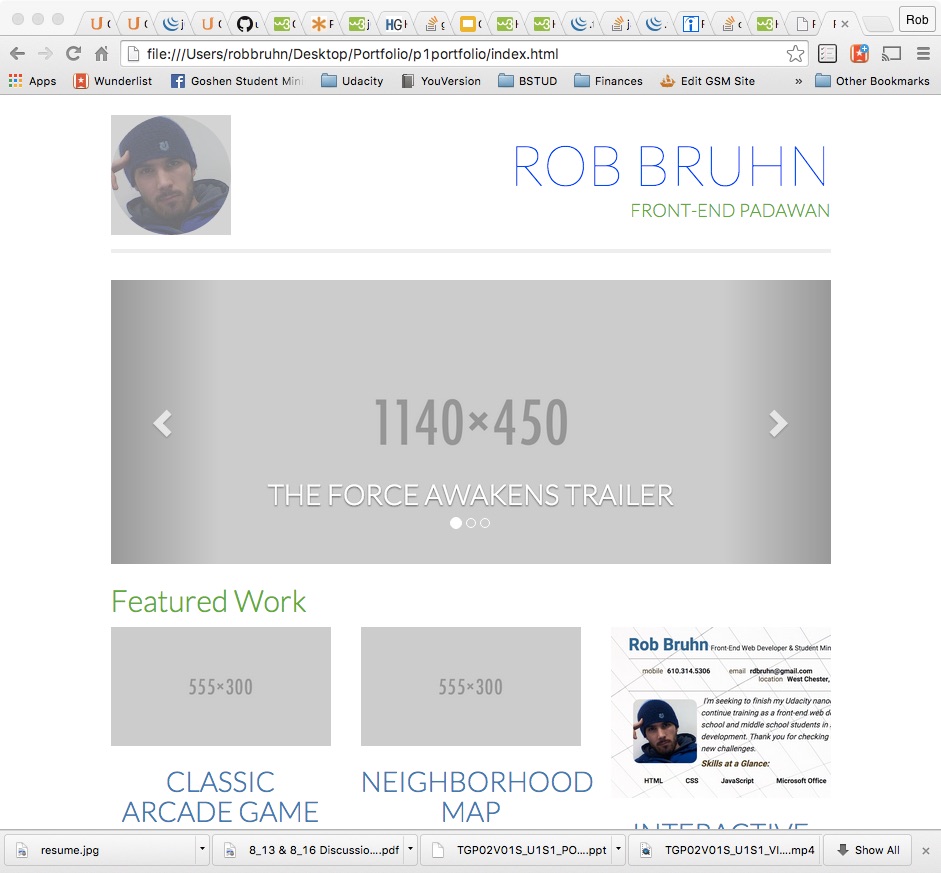 Rob
file:///Users/robbruhn/Desktop/Portfolio/p1portfolio/index.html
Apps Wunderlist Goshen Student Min Udacity YouVersion BSTUD Finances Edit GSM Site » Other Bookmarks
ROB BRUHN
FRONT-END PADAWAN
1140×450
THE FORCE AWAKENS TRAILER
Featured Work
555×300
555×300
Rob Bruhn Front-End Web Developer & Student Min
mobile 610.314.5306 email rdbruhn@gmail.com
location West Chester,
I'm seeking to finish my Udacity nano
continue training as a front-end web d
school and middle school students in
development. Thank you for checking
new challenges.
Skills at a Glance:
HTML CSS JavaScript Microsoft Office
CLASSIC
ARCADE GAME
NEIGHBORHOOD
MAP
INTERACTIVE
resume.jpg
8_13 & 8_16 Discussio....pdf
TGP02V01S_U1S1_PO....ppt
TGP02V01S_U1S1_VI....mp4
Show All